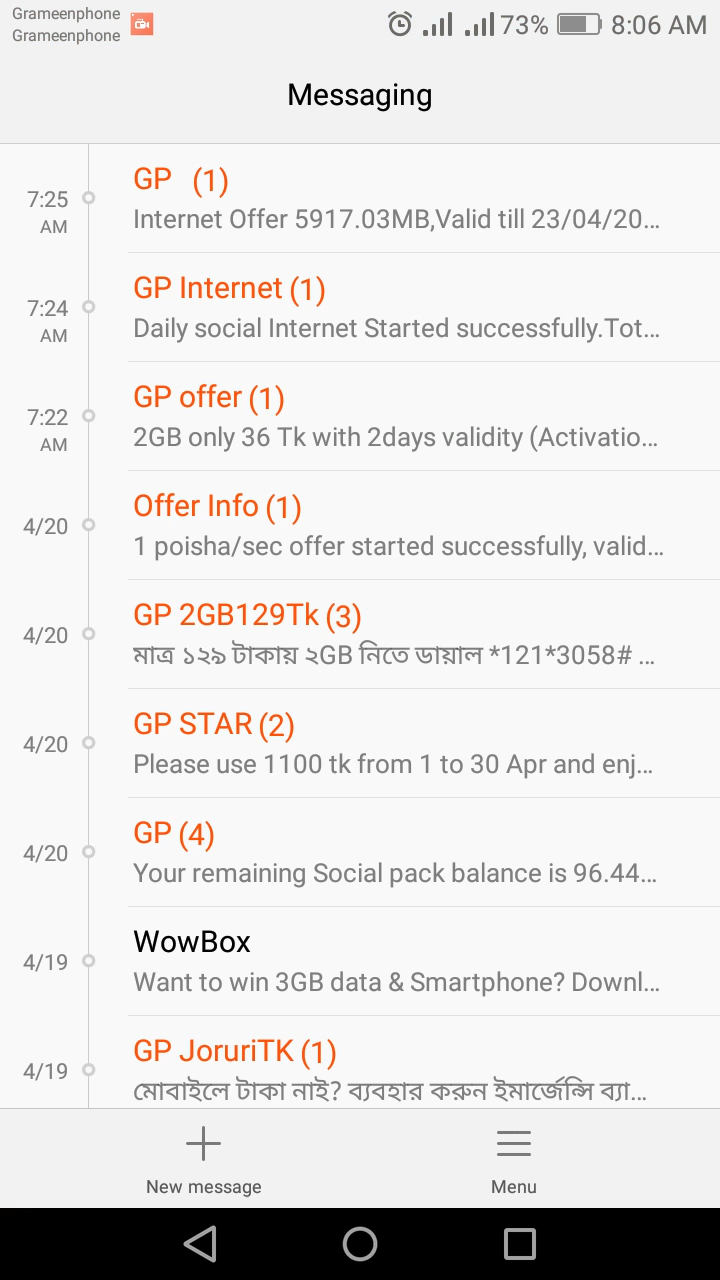 Grameenphone
Grameenphone
73% 8:06 AM
Messaging
7:25 AM
GP (1)
Internet Offer 5917.03MB,Valid till 23/04/20...
7:24 AM
GP Internet (1)
Daily social Internet Started successfully.Tot...
7:22 AM
GP offer (1)
2GB only 36 Tk with 2days validity (Activatio...
4/20
Offer Info (1)
1 poisha/sec offer started successfully, valid...
4/20
GP 2GB129Tk (3)
মাত্র ১২৯ টাকায় ২GB নিতে ডায়াল *121*3058# ...
4/20
GP STAR (2)
Please use 1100 tk from 1 to 30 Apr and enj...
4/20
GP (4)
Your remaining Social pack balance is 96.44...
4/19
WowBox
Want to win 3GB data & Smartphone? Downl...
4/19
GP JoruriTK (1)
মোবাইলে টাকা নাই? ব্যবহার করুন ইমার্জেন্সি ব্যা...
New message
Menu